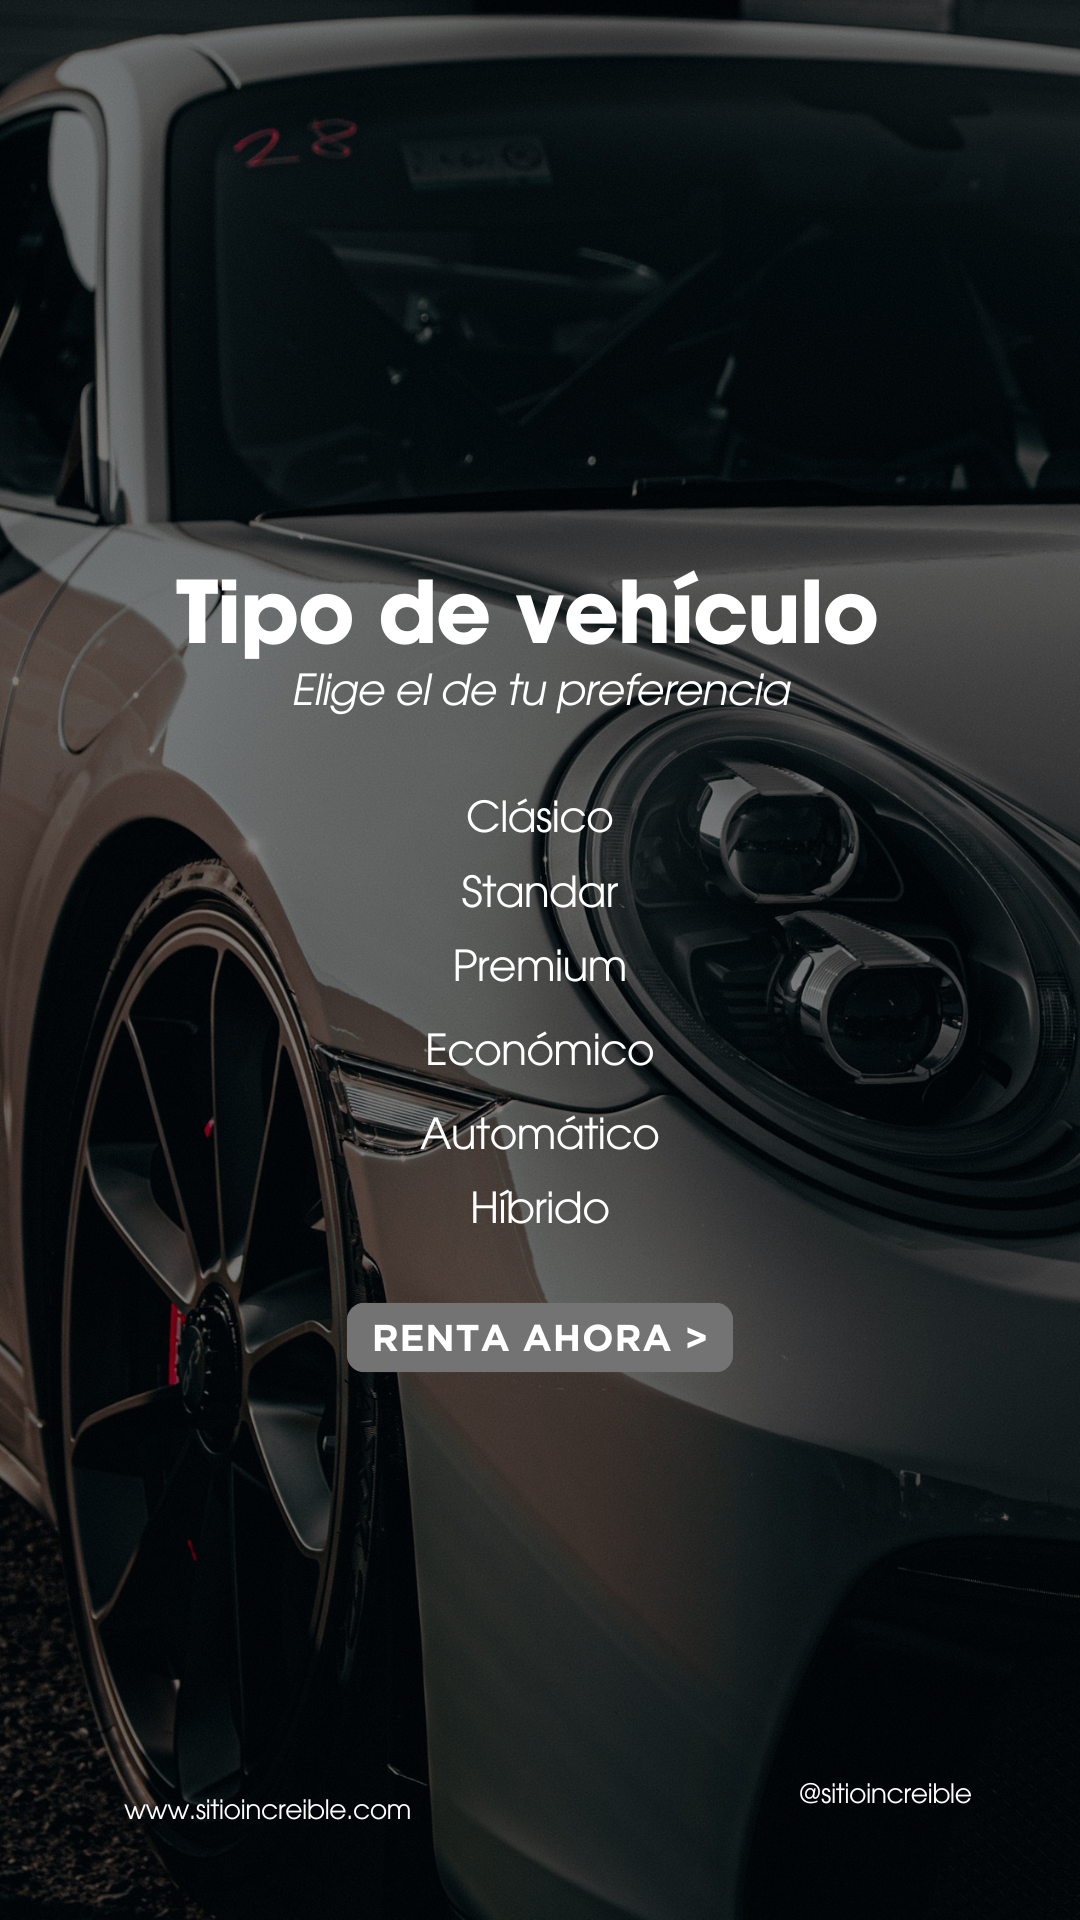 28
Tipo de vehículo
Elige el de tu preferencia
Clásico
Standar
Premium
Económico
Automático
Híbrido
RENTA AHORA >
www.sitioincreible.com
@sitioincreible